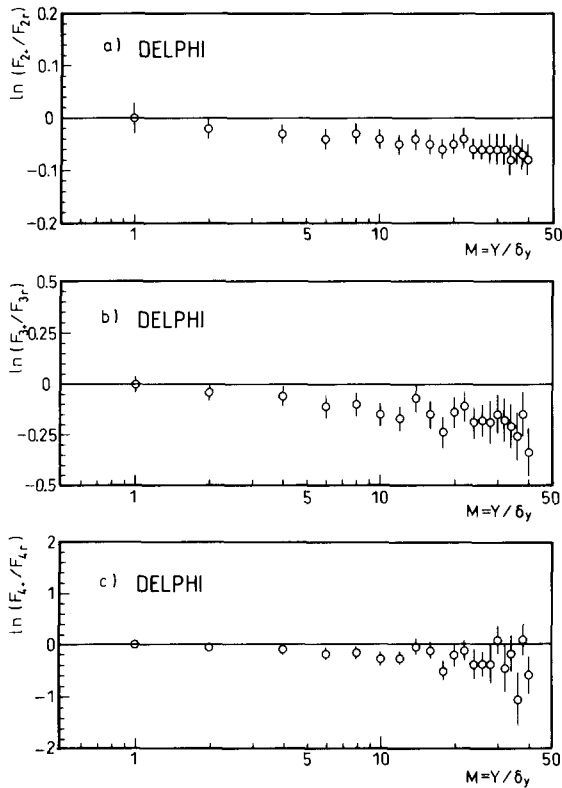 ln (F₂₊/F₂ᵣ)
0.2
0.1
0
-0.1
-0.2
a) DELPHI
1 5 10 50
M=Y/δy
ln (F₃₊/F₃ᵣ)
0.5
0.25
0
-0.25
-0.5
b) DELPHI
1 5 10 50
M=Y/δy
ln (F₄₊/F₄ᵣ)
2
1
0
-1
-2
c) DELPHI
1 5 10 50
M=Y/δy